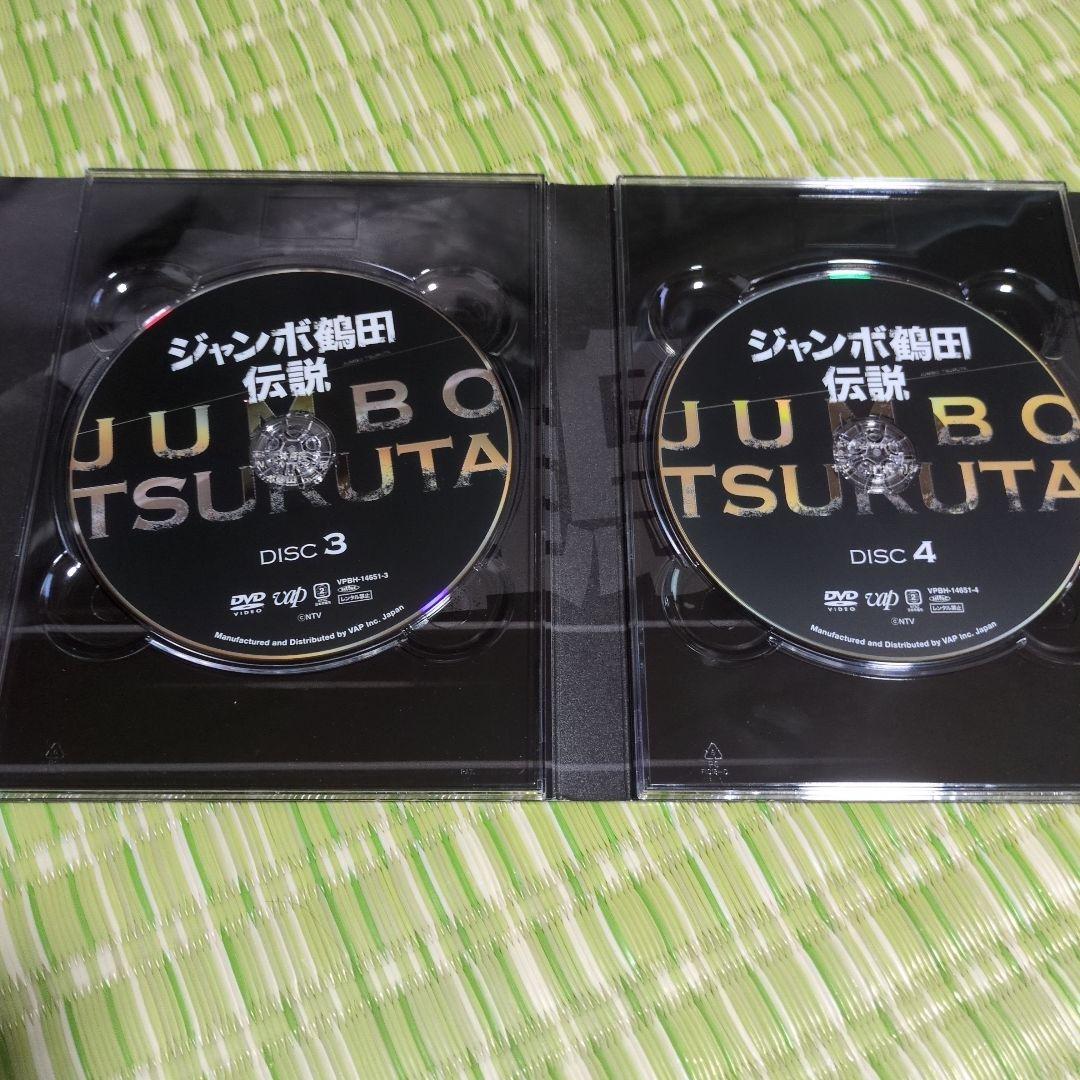 ジャンボ鶴田
伝説
JUMBO
TSURUTA
DISC 3
DVD
VIDEO
vap
2
VPBH-14651-3
レンタル禁止
©NTV
Manufactured and Distributed by VAP Inc. Japan
ジャンボ鶴田
伝説
JUMBO
TSURUTA
DISC 4
DVD
VIDEO
vap
2
VPBH-14651-4
レンタル禁止
©NTV
Manufactured and Distributed by VAP Inc. Japan